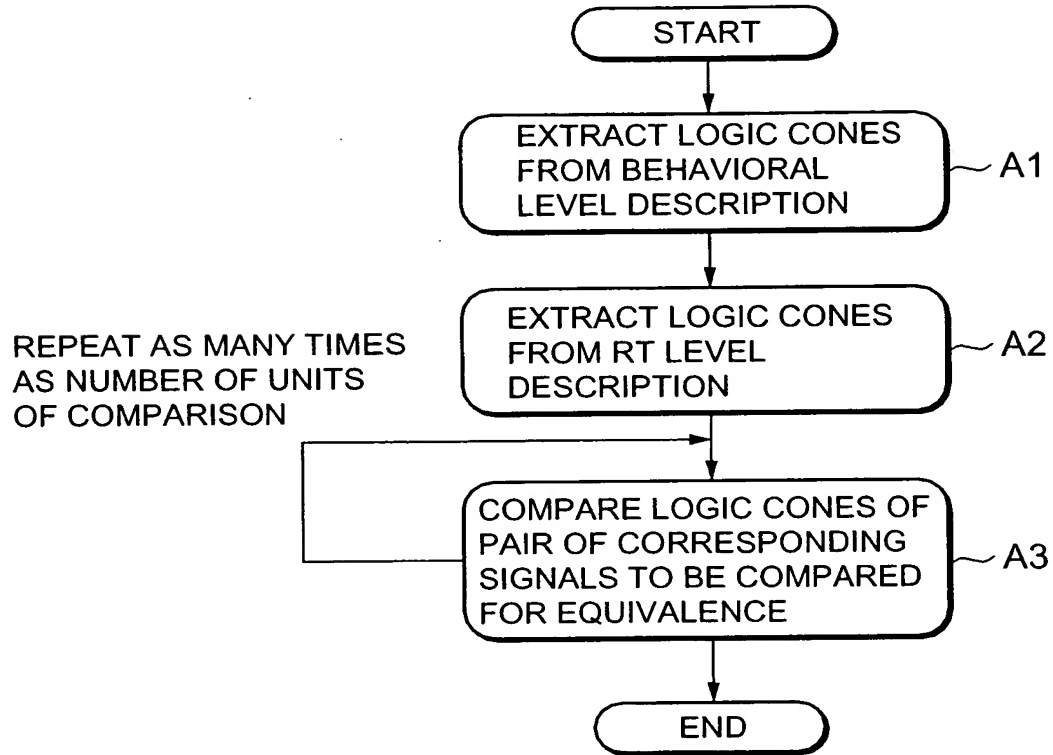 START
EXTRACT LOGIC CONES
FROM BEHAVIORAL
LEVEL DESCRIPTION
A1
EXTRACT LOGIC CONES
FROM RT LEVEL
DESCRIPTION
A2
REPEAT AS MANY TIMES
AS NUMBER OF UNITS
OF COMPARISON
COMPARE LOGIC CONES OF
PAIR OF CORRESPONDING
SIGNALS TO BE COMPARED
FOR EQUIVALENCE
A3
END